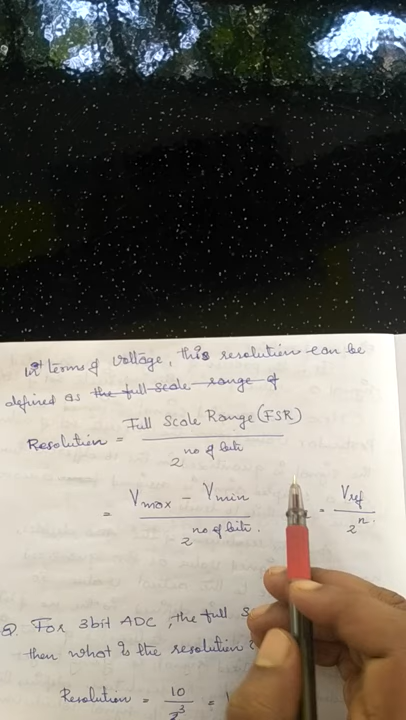 In terms of voltage, this resolution can be
defined as the full scale range of
Resolution = Full Scale Range (FSR) / 2^no of bits
= Vmax - Vmin / 2^no of bits. = Vref / 2^n.
Q. For 3bit ADC, the full
then what is the resolution
Resolution = 10 / 2^3 =